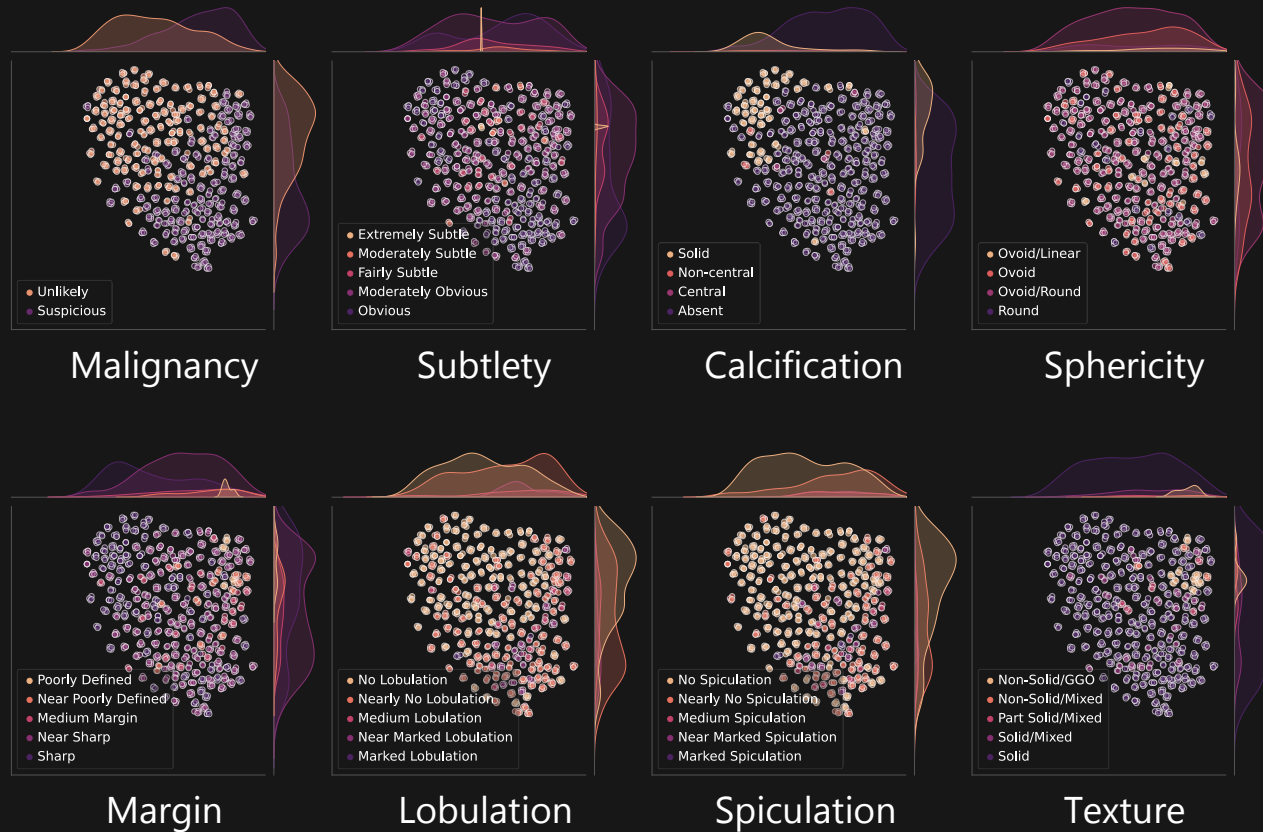 Unlikely
Suspicious
Malignancy
Extremely Subtle
Moderately Subtle
Fairly Subtle
Moderately Obvious
Obvious
Subtlety
Solid
Non-central
Central
Absent
Calcification
Ovoid/Linear
Ovoid
Ovoid/Round
Round
Sphericity
Poorly Defined
Near Poorly Defined
Medium Margin
Near Sharp
Sharp
Margin
No Lobulation
Nearly No Lobulation
Medium Lobulation
Near Marked Lobulation
Marked Lobulation
Lobulation
No Spiculation
Nearly No Spiculation
Medium Spiculation
Near Marked Spiculation
Marked Spiculation
Spiculation
Non-Solid/GGO
Non-Solid/Mixed
Part Solid/Mixed
Solid/Mixed
Solid
Texture